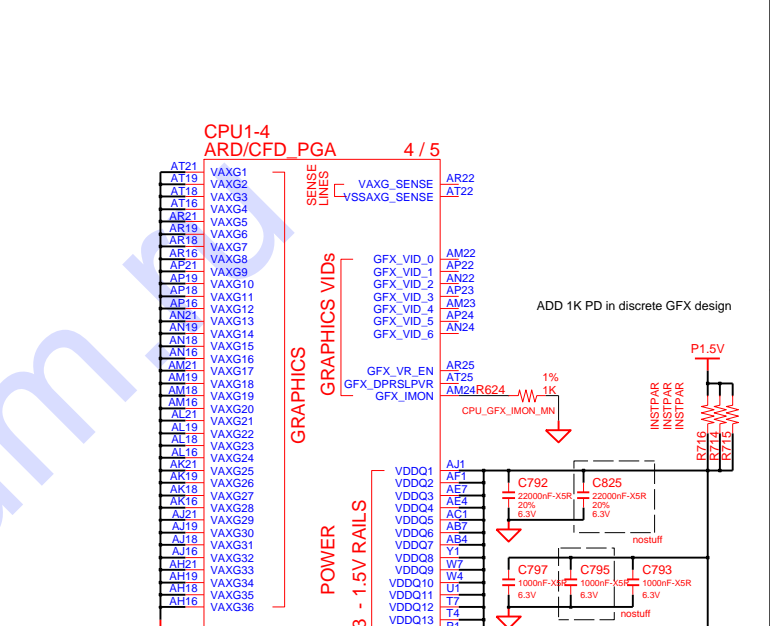 CPU1-4
ARD/CFD_PGA 4 / 5
AT21 VAXG1
AT19 VAXG2
AT18 VAXG3
AT16 VAXG4
AR21 VAXG5
AR19 VAXG6
AR18 VAXG7
AR16 VAXG8
AP21 VAXG9
AP19 VAXG10
AP18 VAXG11
AP16 VAXG12
AN21 VAXG13
AN19 VAXG14
AN18 VAXG15
AN16 VAXG16
AM21 VAXG17
AM19 VAXG18
AM18 VAXG19
AM16 VAXG20
AL21 VAXG21
AL19 VAXG22
AL18 VAXG23
AL16 VAXG24
AK21 VAXG25
AK19 VAXG26
AK18 VAXG27
AK16 VAXG28
AJ21 VAXG29
AJ19 VAXG30
AJ18 VAXG31
AJ16 VAXG32
AH21 VAXG33
AH19 VAXG34
AH18 VAXG35
AH16 VAXG36
GRAPHICS
SENSE
LINES
VAXG_SENSE AR22
VSSAXG_SENSE AT22
GRAPHICS VIDs
GFX_VID_0 AM22
GFX_VID_1 AP22
GFX_VID_2 AN22
GFX_VID_3 AP23
GFX_VID_4 AM23
GFX_VID_5 AP24
GFX_VID_6 AN24
GFX_VR_EN AR25
GFX_DPRSLPVR AT25
GFX_IMON AM24
R624
1%
1K
CPU_GFX_IMON_MN
ADD 1K PD in discrete GFX design
P1.5V
INSTPAR
INSTPAR
INSTPAR
R716
R714
R715
POWER
- 1.5V RAILS
VDDQ1 AJ1
VDDQ2 AF1
VDDQ3 AE7
VDDQ4 AE4
VDDQ5 AC1
VDDQ6 AB7
VDDQ7 AB4
VDDQ8 Y1
VDDQ9 W7
VDDQ10 W4
VDDQ11 U1
VDDQ12 T7
VDDQ13 T4
C792
22000nF-X5R
20%
6.3V
C825
22000nF-X5R
20%
6.3V
nostuff
C797
1000nF-X5R
6.3V
C795
1000nF-X5R
6.3V
C793
1000nF-X5R
6.3V
nostuff